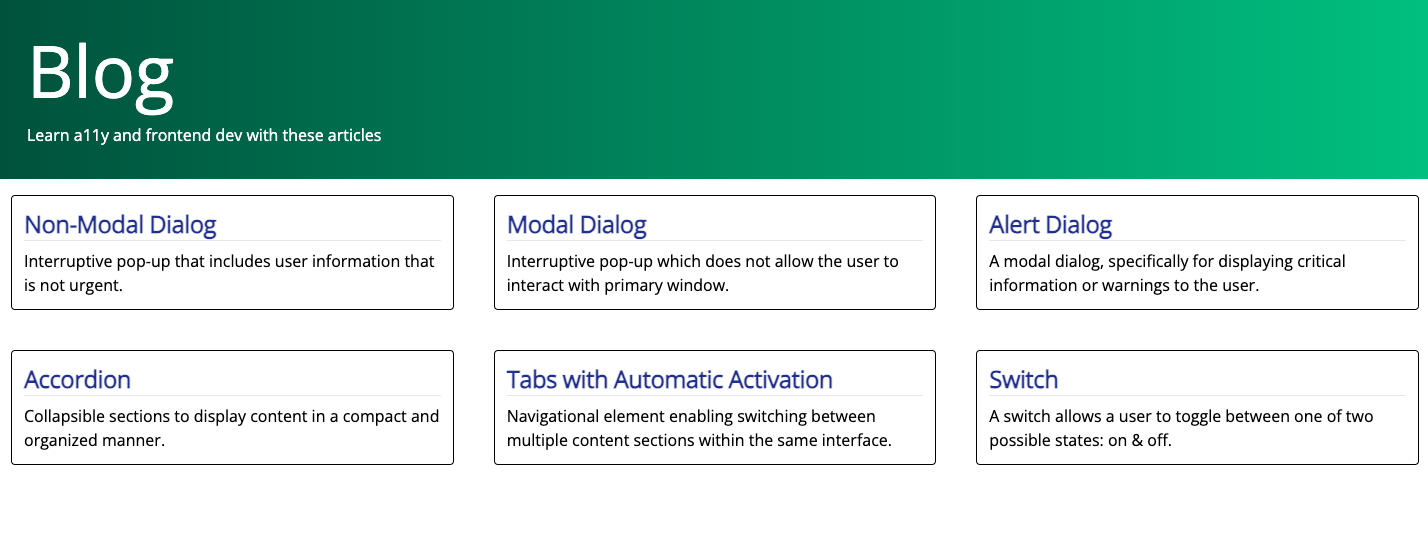 Blog
Learn a11y and frontend dev with these articles
Non-Modal Dialog
Interruptive pop-up that includes user information that
is not urgent.
Modal Dialog
Interruptive pop-up which does not allow the user to
interact with primary window.
Alert Dialog
A modal dialog, specifically for displaying critical
information or warnings to the user.
Accordion
Collapsible sections to display content in a compact and
organized manner.
Tabs with Automatic Activation
Navigational element enabling switching between
multiple content sections within the same interface.
Switch
A switch allows a user to toggle between one of two
possible states: on & off.